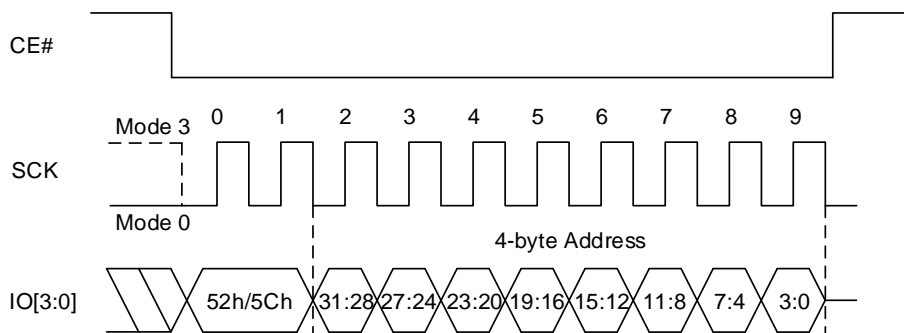 CE#
0 1 2 3 4 5 6 7 8 9
Mode 3
SCK
Mode 0
4-byte Address
IO[3:0] 52h/5Ch 31:28 27:24 23:20 19:16 15:12 11:8 7:4 3:0